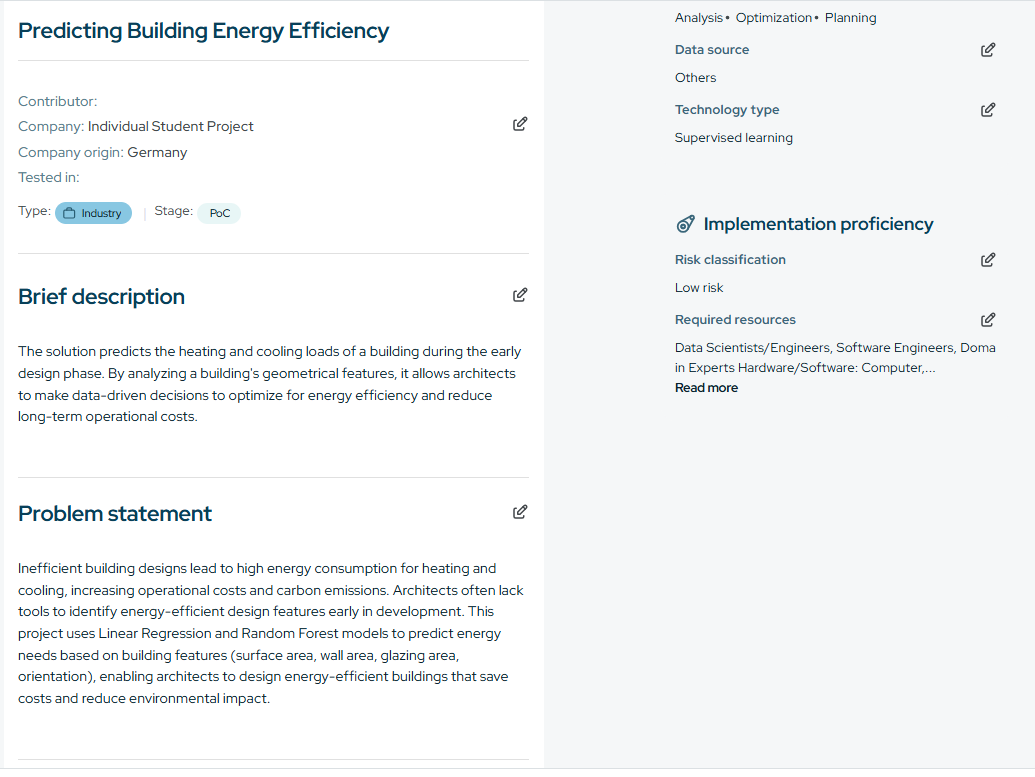 Predicting Building Energy Efficiency
Contributor:
Company: Individual Student Project
Company origin: Germany
Tested in:
Type: Industry | Stage: PoC
Brief description
The solution predicts the heating and cooling loads of a building during the early
design phase. By analyzing a building's geometrical features, it allows architects
to make data-driven decisions to optimize for energy efficiency and reduce
long-term operational costs.
Problem statement
Inefficient building designs lead to high energy consumption for heating and
cooling, increasing operational costs and carbon emissions. Architects often lack
tools to identify energy-efficient design features early in development. This
project uses Linear Regression and Random Forest models to predict energy
needs based on building features (surface area, wall area, glazing area,
orientation), enabling architects to design energy-efficient buildings that save
costs and reduce environmental impact.
Analysis • Optimization • Planning
Data source
Others
Technology type
Supervised learning
Implementation proficiency
Risk classification
Low risk
Required resources
Data Scientists/Engineers, Software Engineers, Doma
in Experts Hardware/Software: Computer,...
Read more